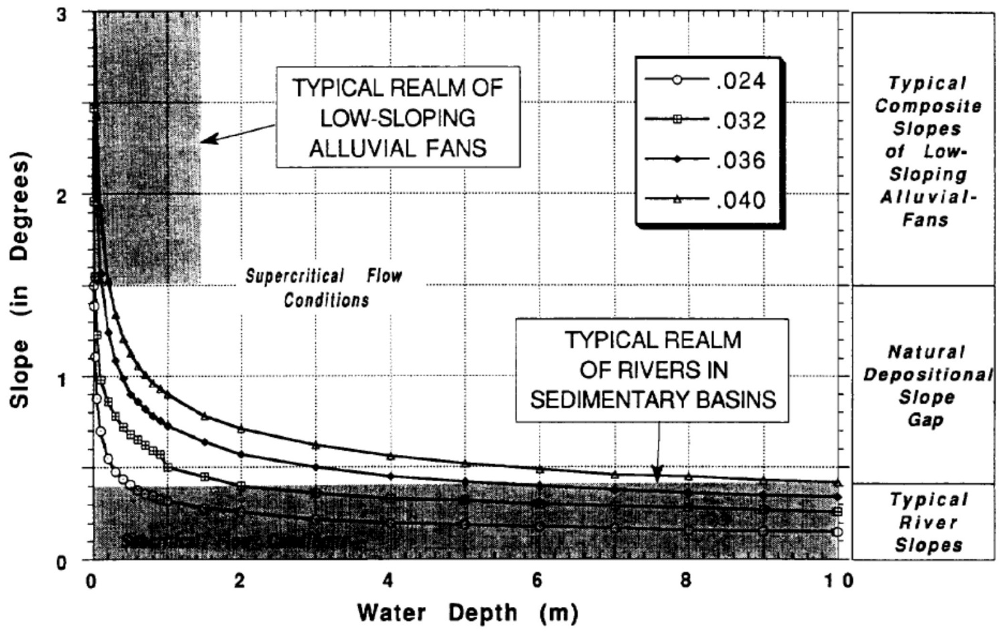 3
2
1
0
Slope (in Degrees)
TYPICAL REALM OF
LOW-SLOPING
ALLUVIAL FANS
.024
.032
.036
.040
Supercritical Flow
Conditions
TYPICAL REALM
OF RIVERS IN
SEDIMENTARY BASINS
Typical
Composite
Slopes
of Low-
Sloping
Alluvial-
Fans
Natural
Depositional
Slope
Gap
Typical
River
Slopes
0 2 4 6 8 10
Water Depth (m)